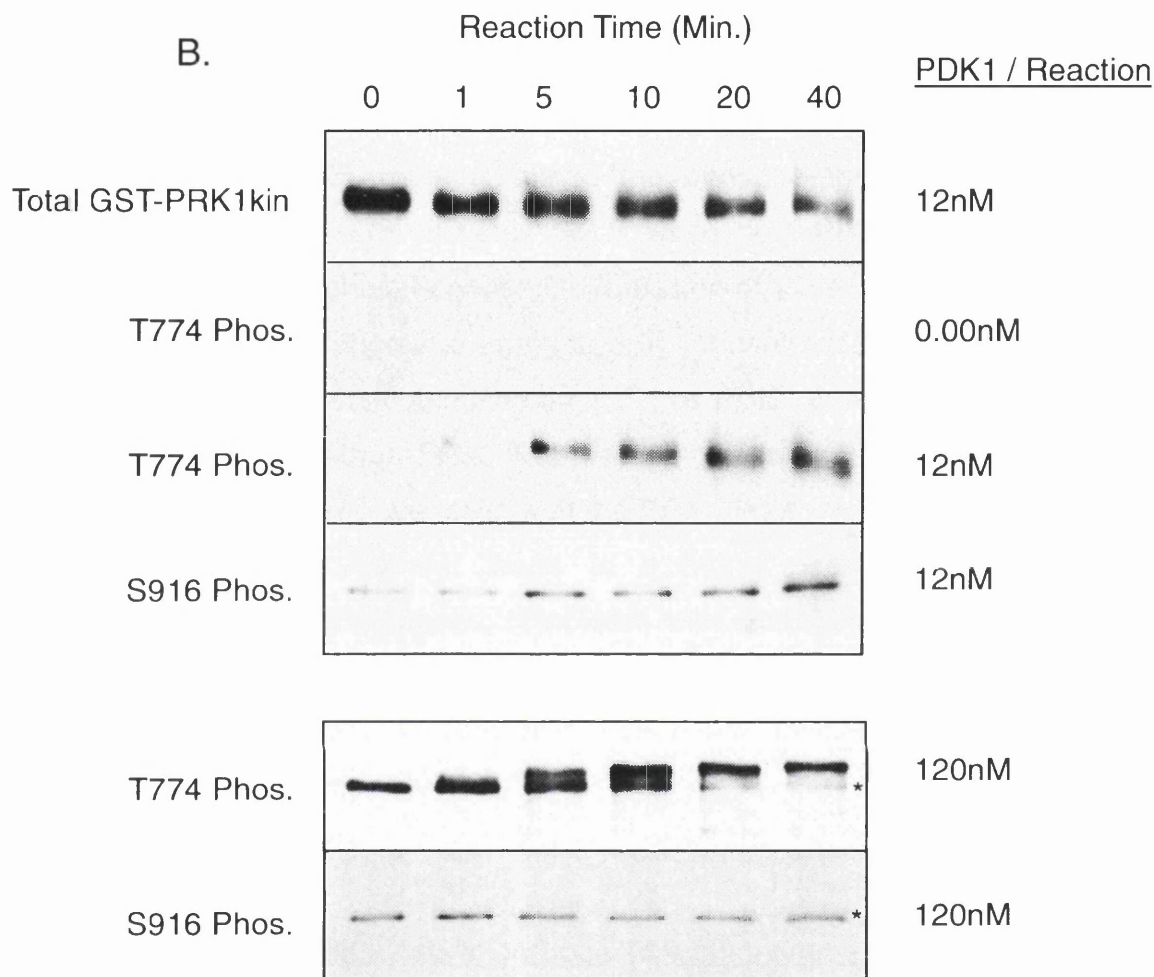 B.
Reaction Time (Min.)
PDK1 / Reaction
0 1 5 10 20 40
Total GST-PRK1kin 12nM
T774 Phos. 0.00nM
T774 Phos. 12nM
S916 Phos. 12nM
T774 Phos. * 120nM
S916 Phos. * 120nM